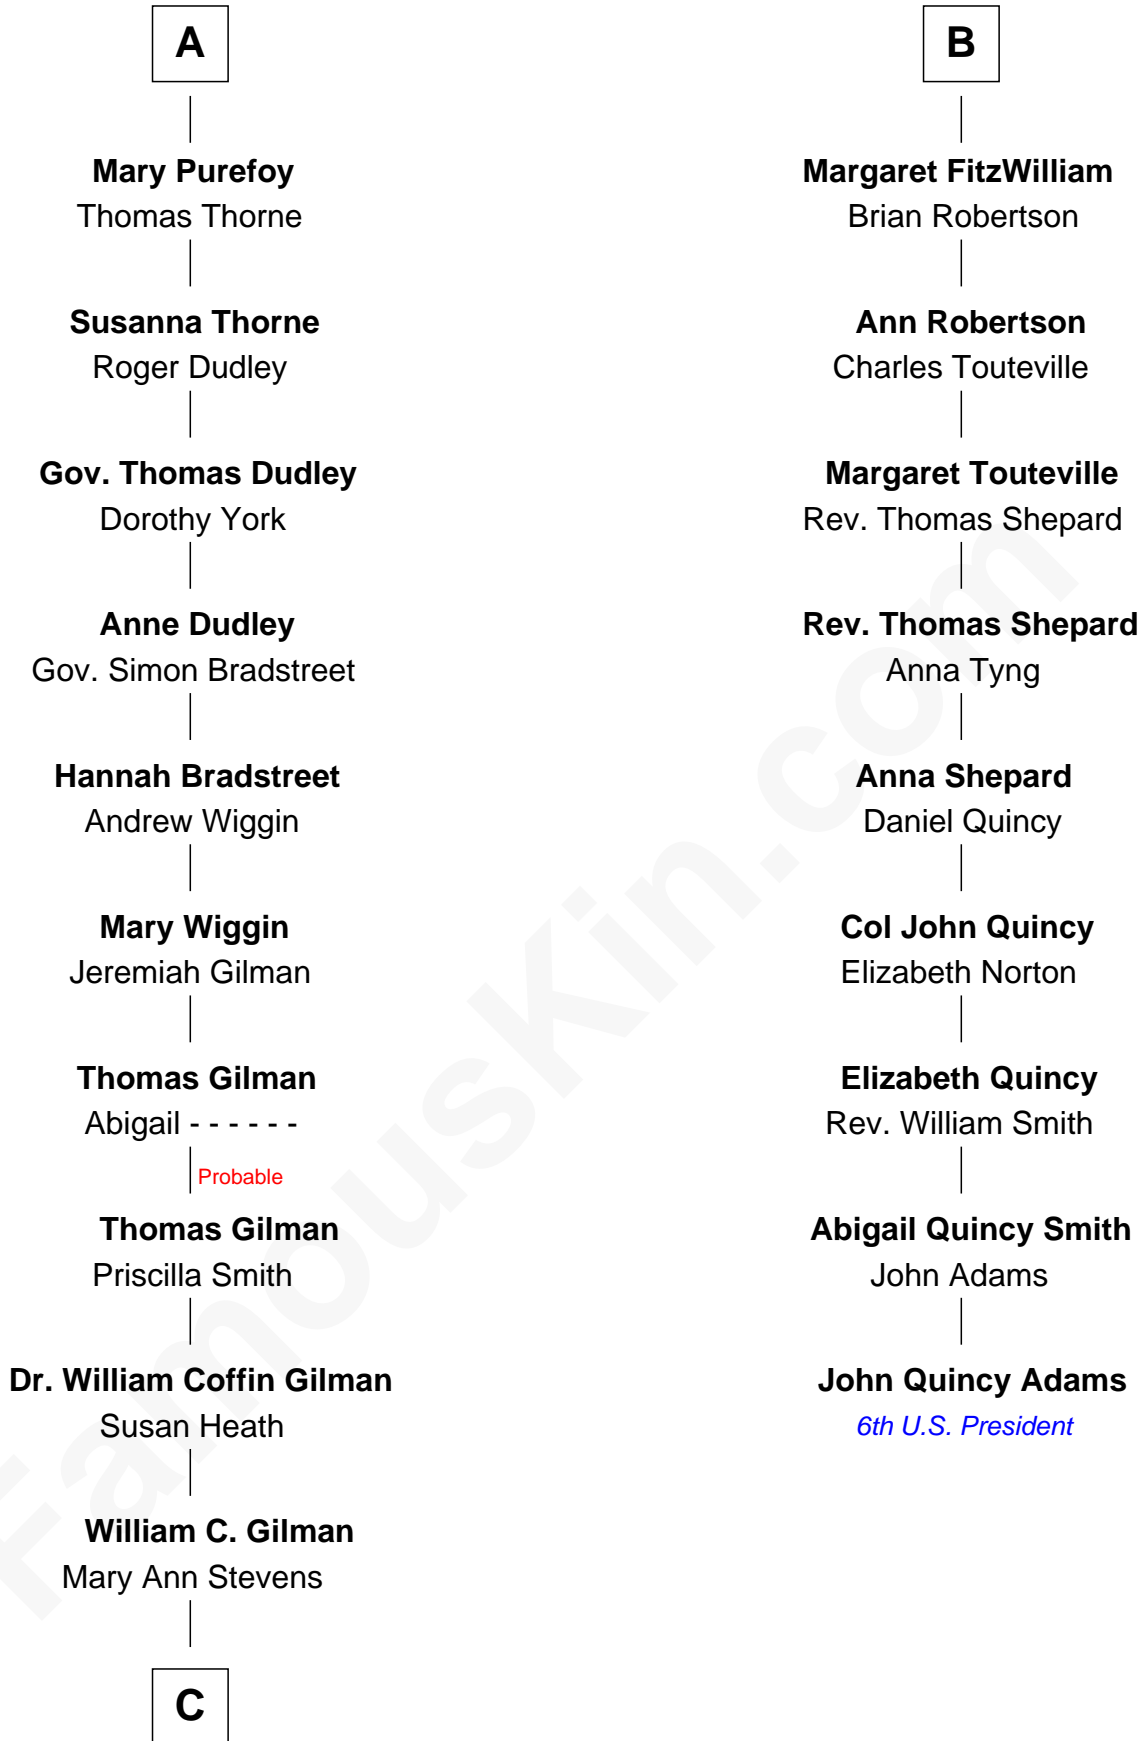 A
Mary Purefoy
Thomas Thorne
Susanna Thorne
Roger Dudley
Gov. Thomas Dudley
Dorothy York
Anne Dudley
Gov. Simon Bradstreet
Hannah Bradstreet
Andrew Wiggin
Mary Wiggin
Jeremiah Gilman
Thomas Gilman
Abigail - - - - - -
Probable
Thomas Gilman
Priscilla Smith
Dr. William Coffin Gilman
Susan Heath
William C. Gilman
Mary Ann Stevens
C
B
Margaret FitzWilliam
Brian Robertson
Ann Robertson
Charles Touteville
Margaret Touteville
Rev. Thomas Shepard
Rev. Thomas Shepard
Anna Tyng
Anna Shepard
Daniel Quincy
Col John Quincy
Elizabeth Norton
Elizabeth Quincy
Rev. William Smith
Abigail Quincy Smith
John Adams
John Quincy Adams
6th U.S. President
FamousKin.com